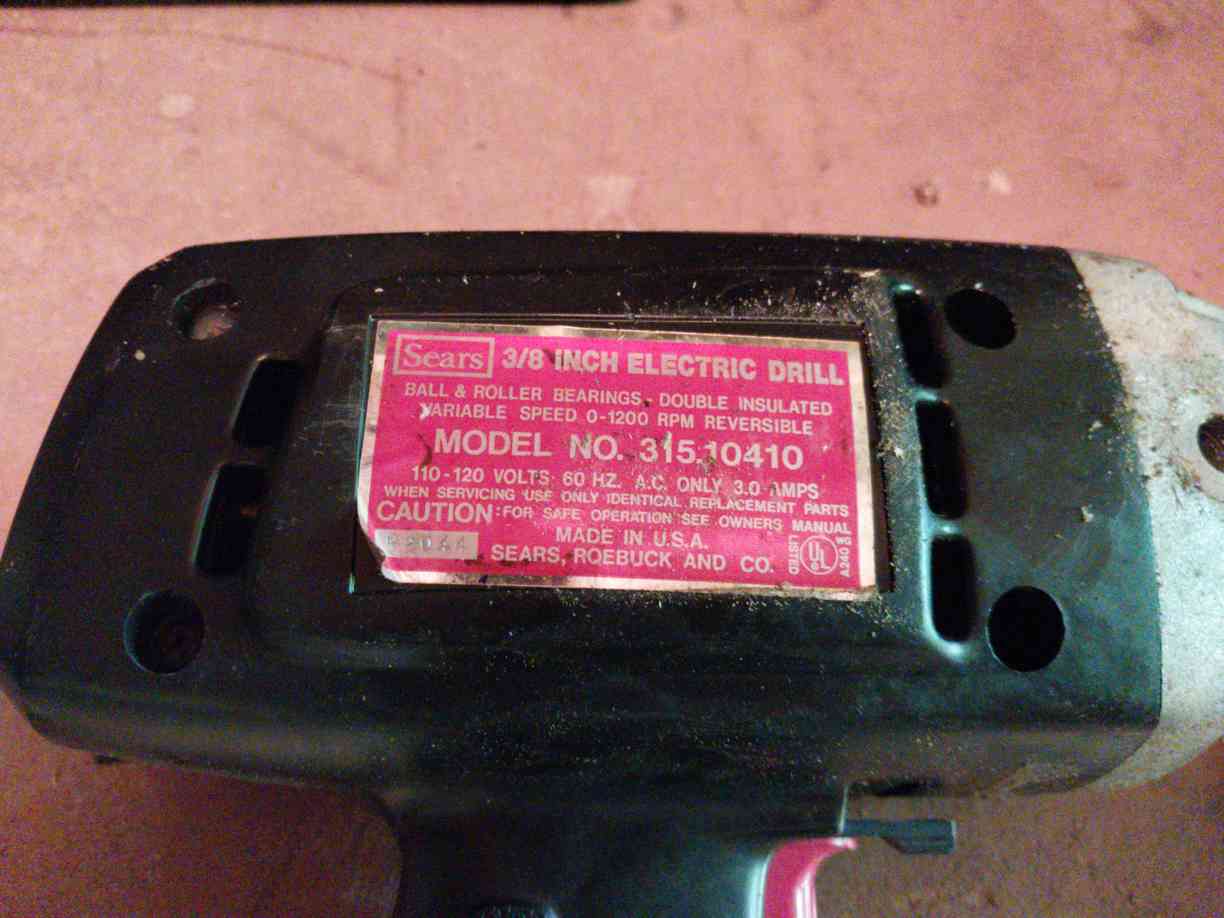 Sears 3/8 INCH ELECTRIC DRILL
BALL & ROLLER BEARINGS, DOUBLE INSULATED
VARIABLE SPEED 0-1200 RPM REVERSIBLE
MODEL NO. 315.10410
110-120 VOLTS 60 HZ. A.C. ONLY 3.0 AMPS
WHEN SERVICING USE ONLY IDENTICAL REPLACEMENT PARTS
CAUTION: FOR SAFE OPERATION SEE OWNERS MANUAL
MADE IN U.S.A.
SEARS, ROEBUCK AND CO.
LISTED
UL
A240 WG